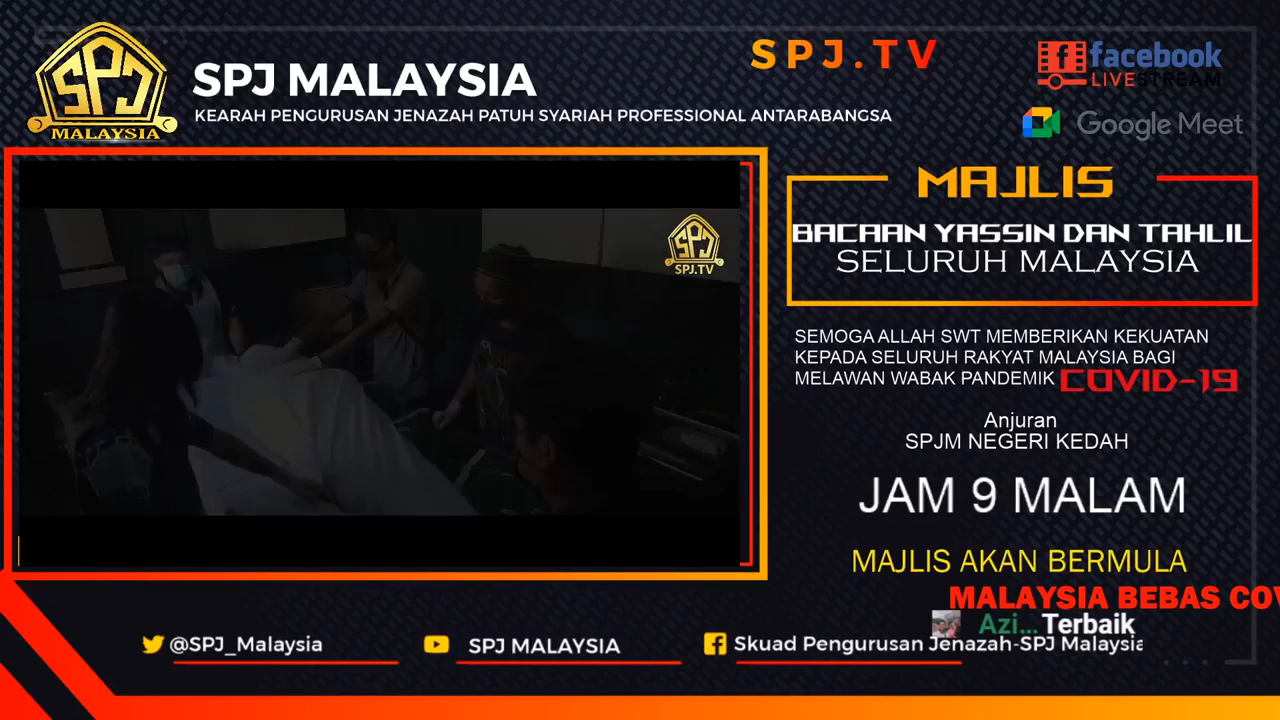 SPJ
MALAYSIA
SPJ MALAYSIA
KEARAH PENGURUSAN JENAZAH PATUH SYARIAH PROFESSIONAL ANTARABANGSA
SPJ.TV
facebook
LIVESTREAM
Google Meet
SPJ
SPJ.TV
MAJLIS
BACAAN YASSIN DAN TAHLIL
SELURUH MALAYSIA
SEMOGA ALLAH SWT MEMBERIKAN KEKUATAN
KEPADA SELURUH RAKYAT MALAYSIA BAGI
MELAWAN WABAK PANDEMIK COVID-19
Anjuran
SPJM NEGERI KEDAH
JAM 9 MALAM
MAJLIS AKAN BERMULA
MALAYSIA BEBAS COV
Azi... Terbaik
@SPJ_Malaysia
SPJ MALAYSIA
Skuad Pengurusan Jenazah-SPJ Malaysia